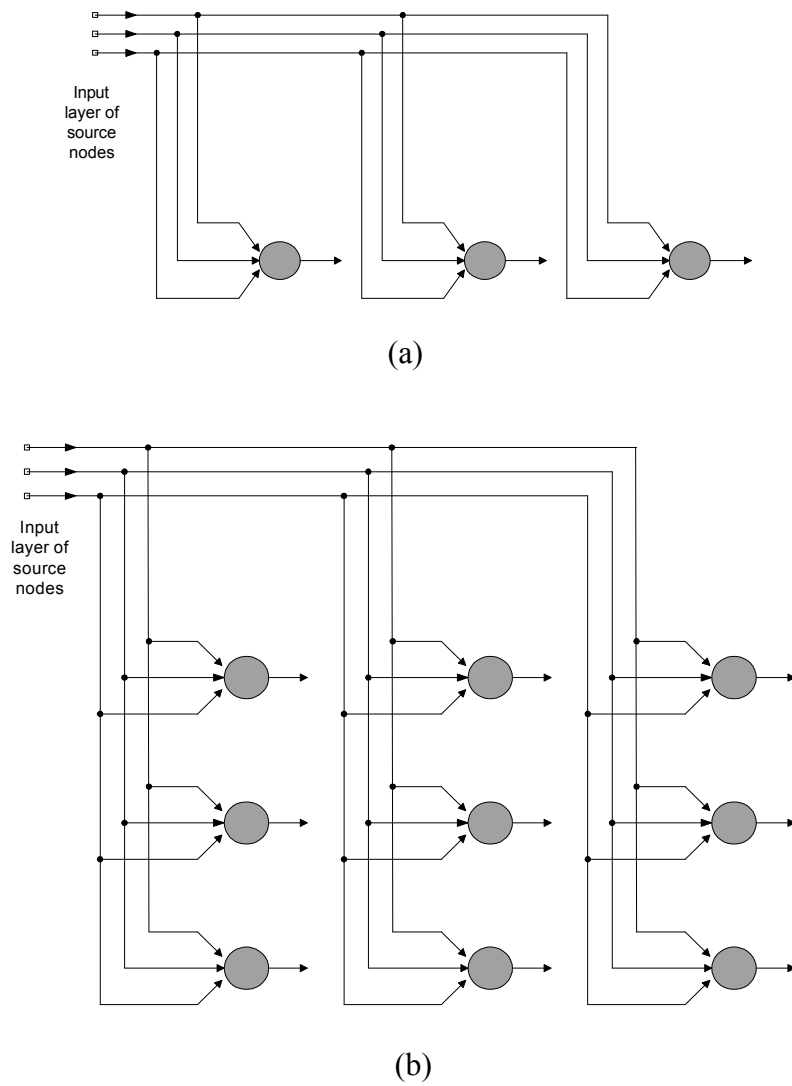 Input
layer of
source
nodes
(a)
Input
layer of
source
nodes
(b)